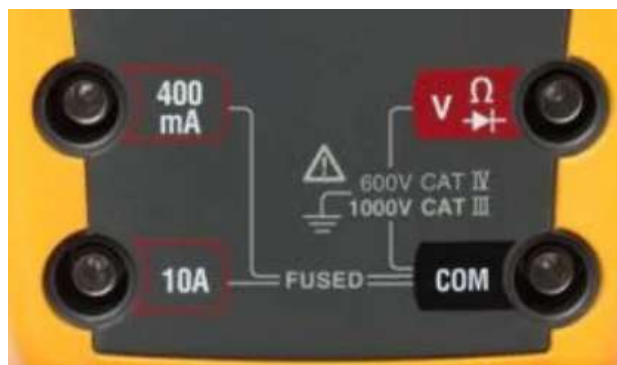 400
mA
V Ω
600V CAT Ⅳ
1000V CAT Ⅲ
10A
FUSED
COM